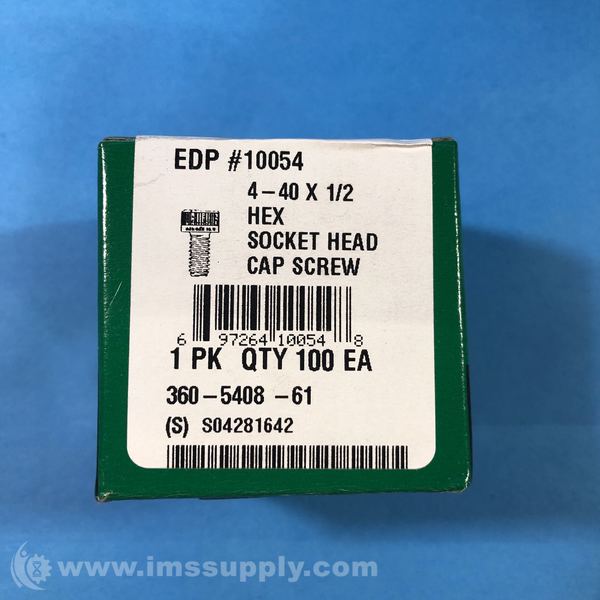 EDP #10054
4-40 X 1/2
HEX
SOCKET HEAD
CAP SCREW
6 97264 10054 8
1 PK QTY 100 EA
360-5408-61
(S) S04281642
www.imssupply.com